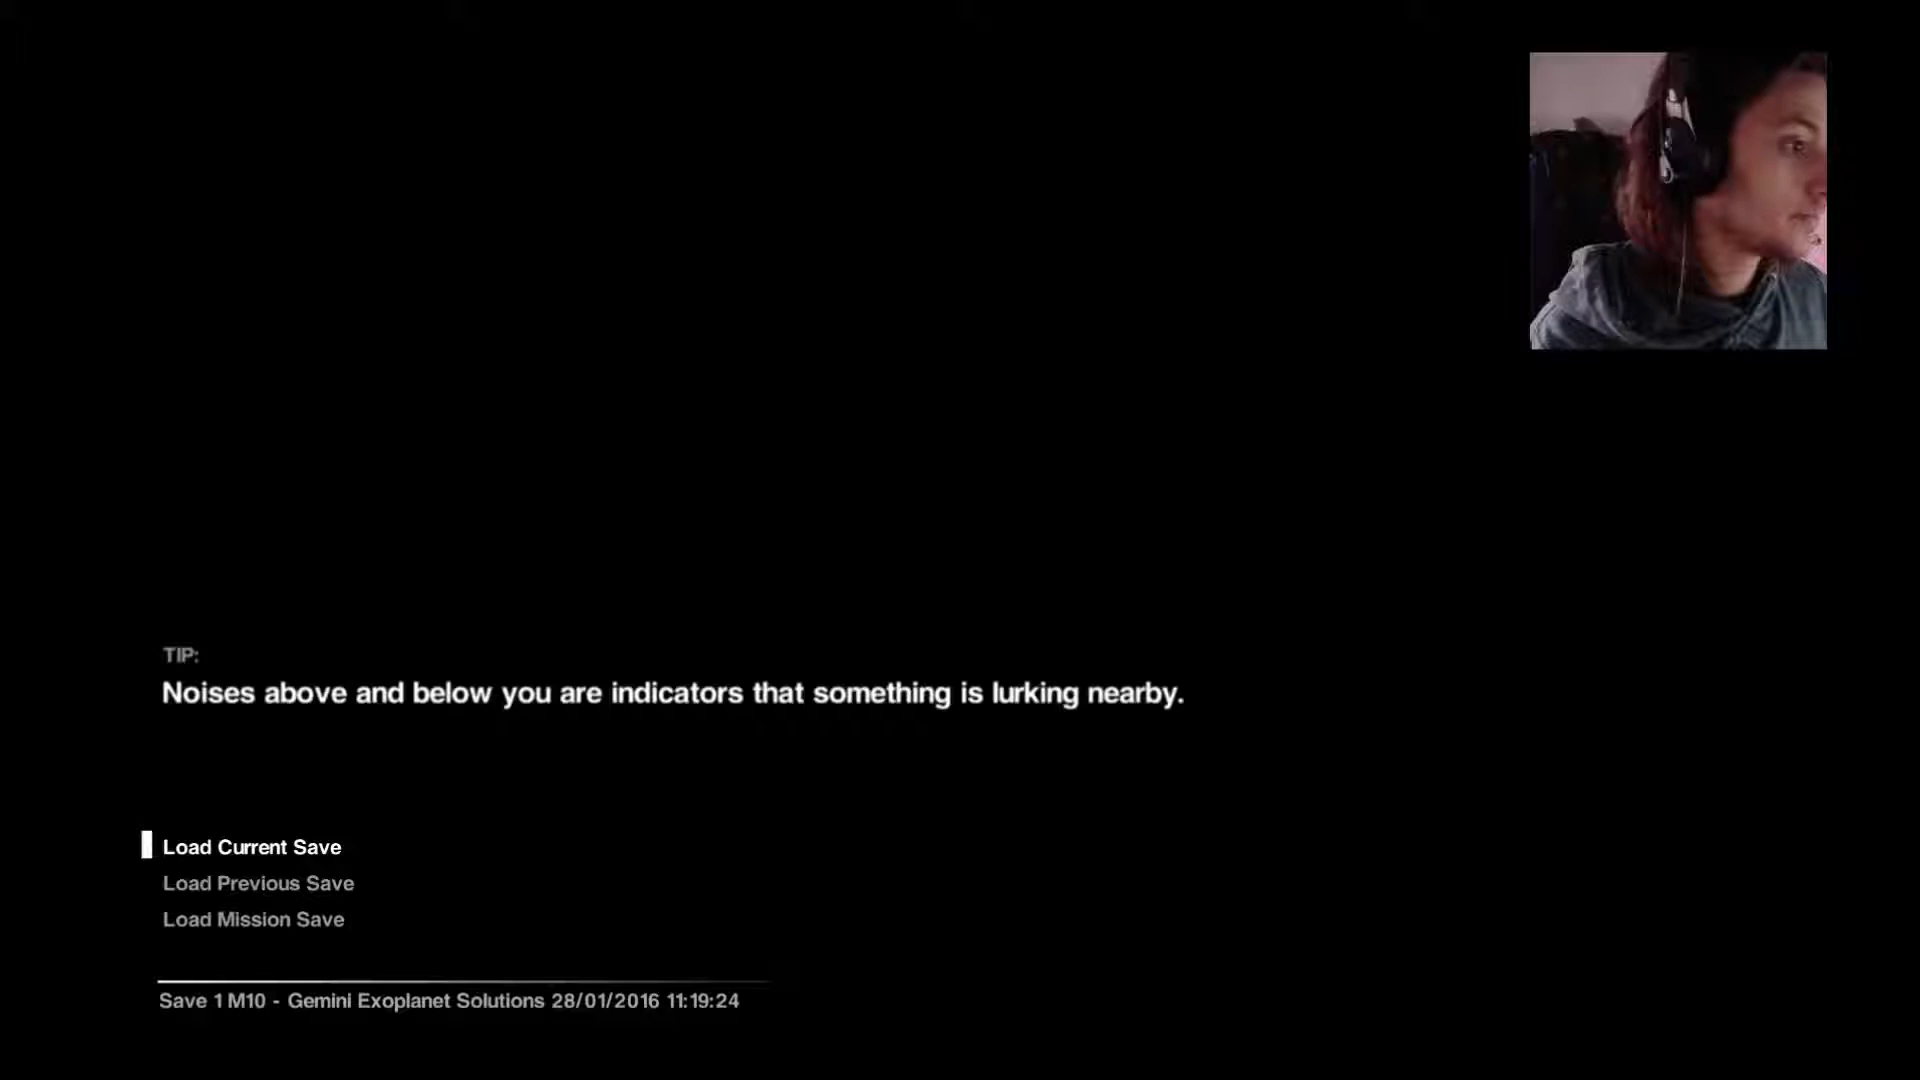 TIP:
Noises above and below you are indicators that something is lurking nearby.
Load Current Save
Load Previous Save
Load Mission Save
Save 1 M10 - Gemini Exoplanet Solutions 28/01/2016 11:19:24